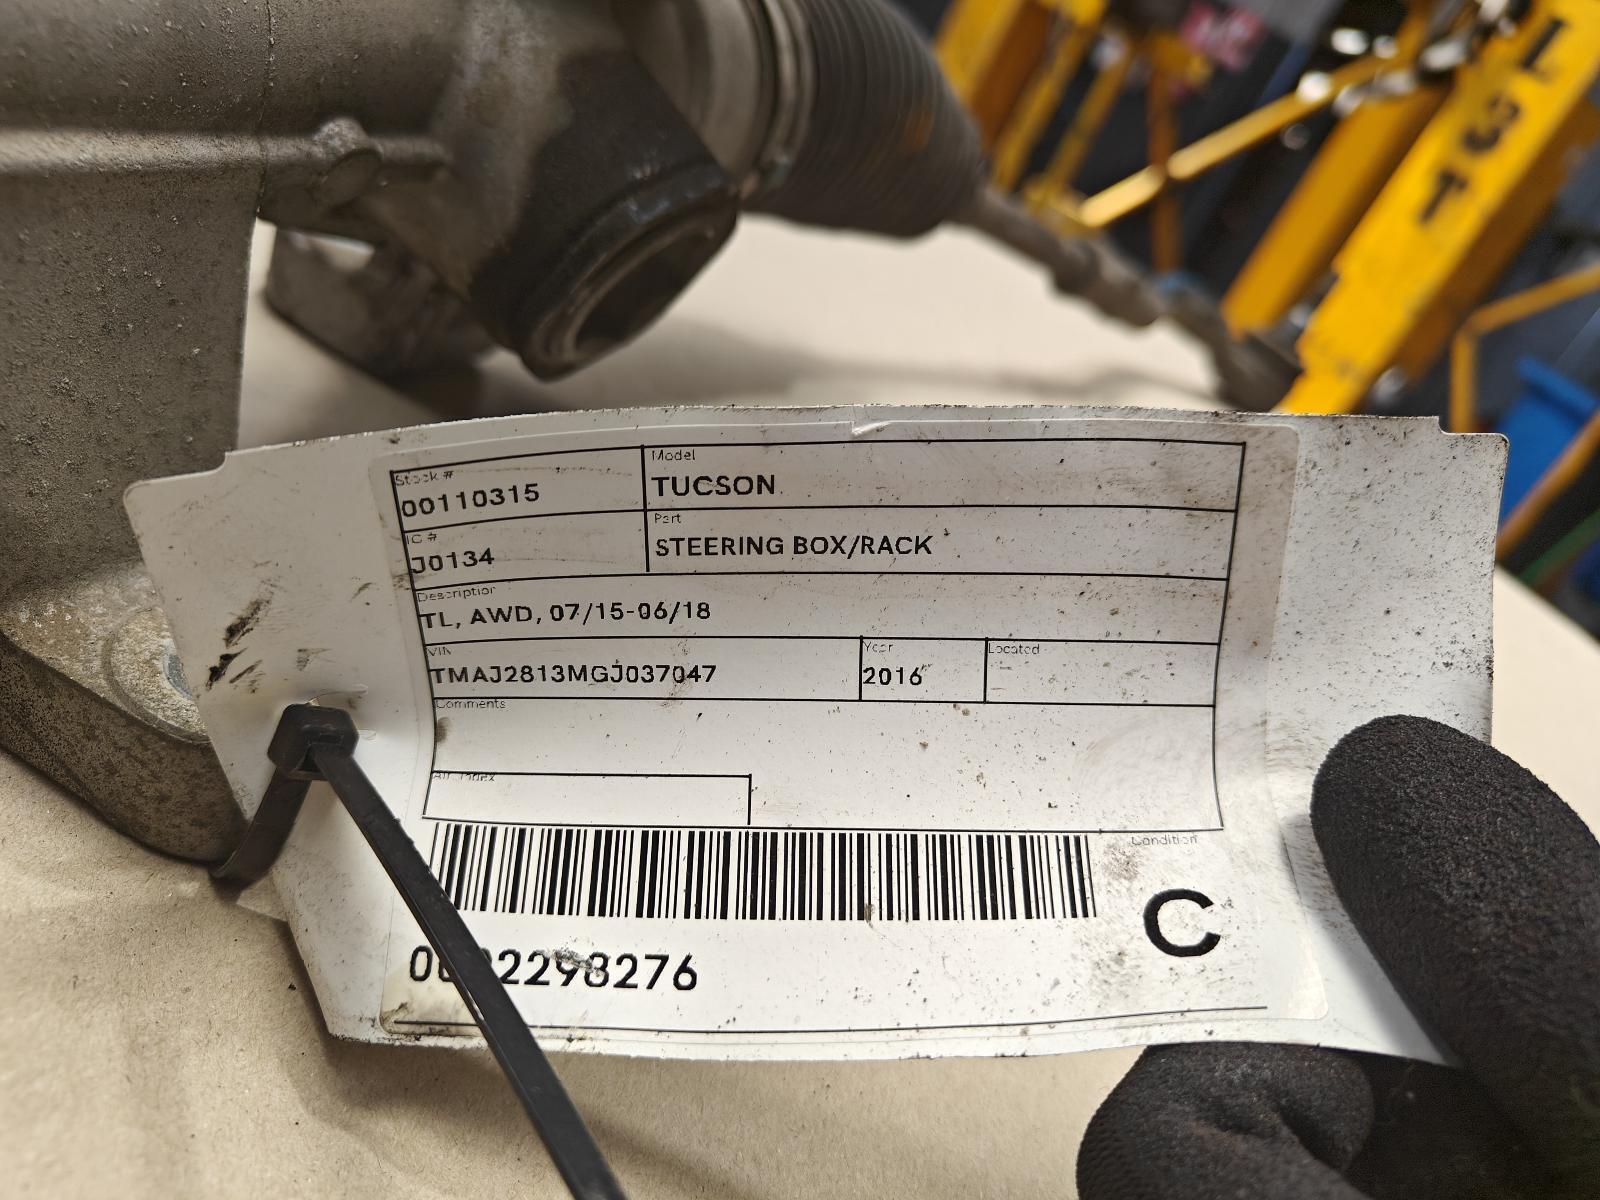 Stock #
00110315
Model
TUCSON
IC #
J0134
Part
STEERING BOX/RACK
Description
TL, AWD, 07/15-06/18
VIN
TMAJ2813MGJ037047
Year
2016
Located
Comments
Condition
C